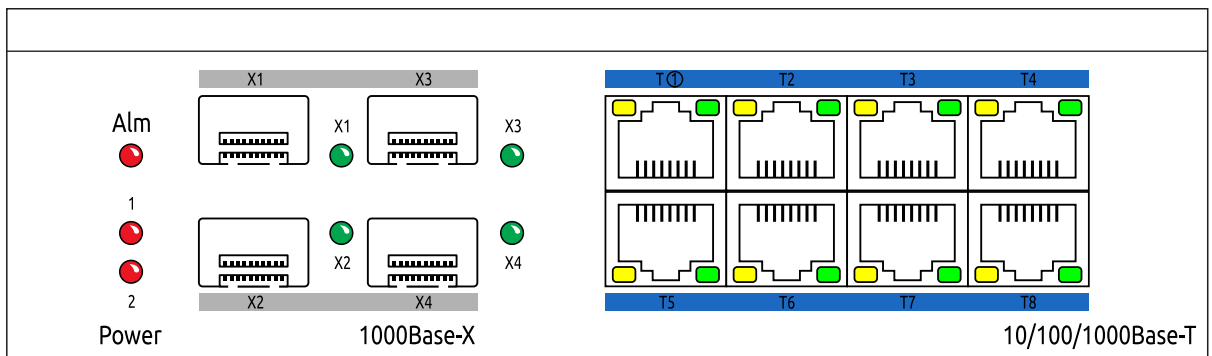 X1 X3 T① T2 T3 T4
Alm X1 X3
1
X2 X4
2 X2 X4 T5 T6 T7 T8
Power 1000Base-X 10/100/1000Base-T